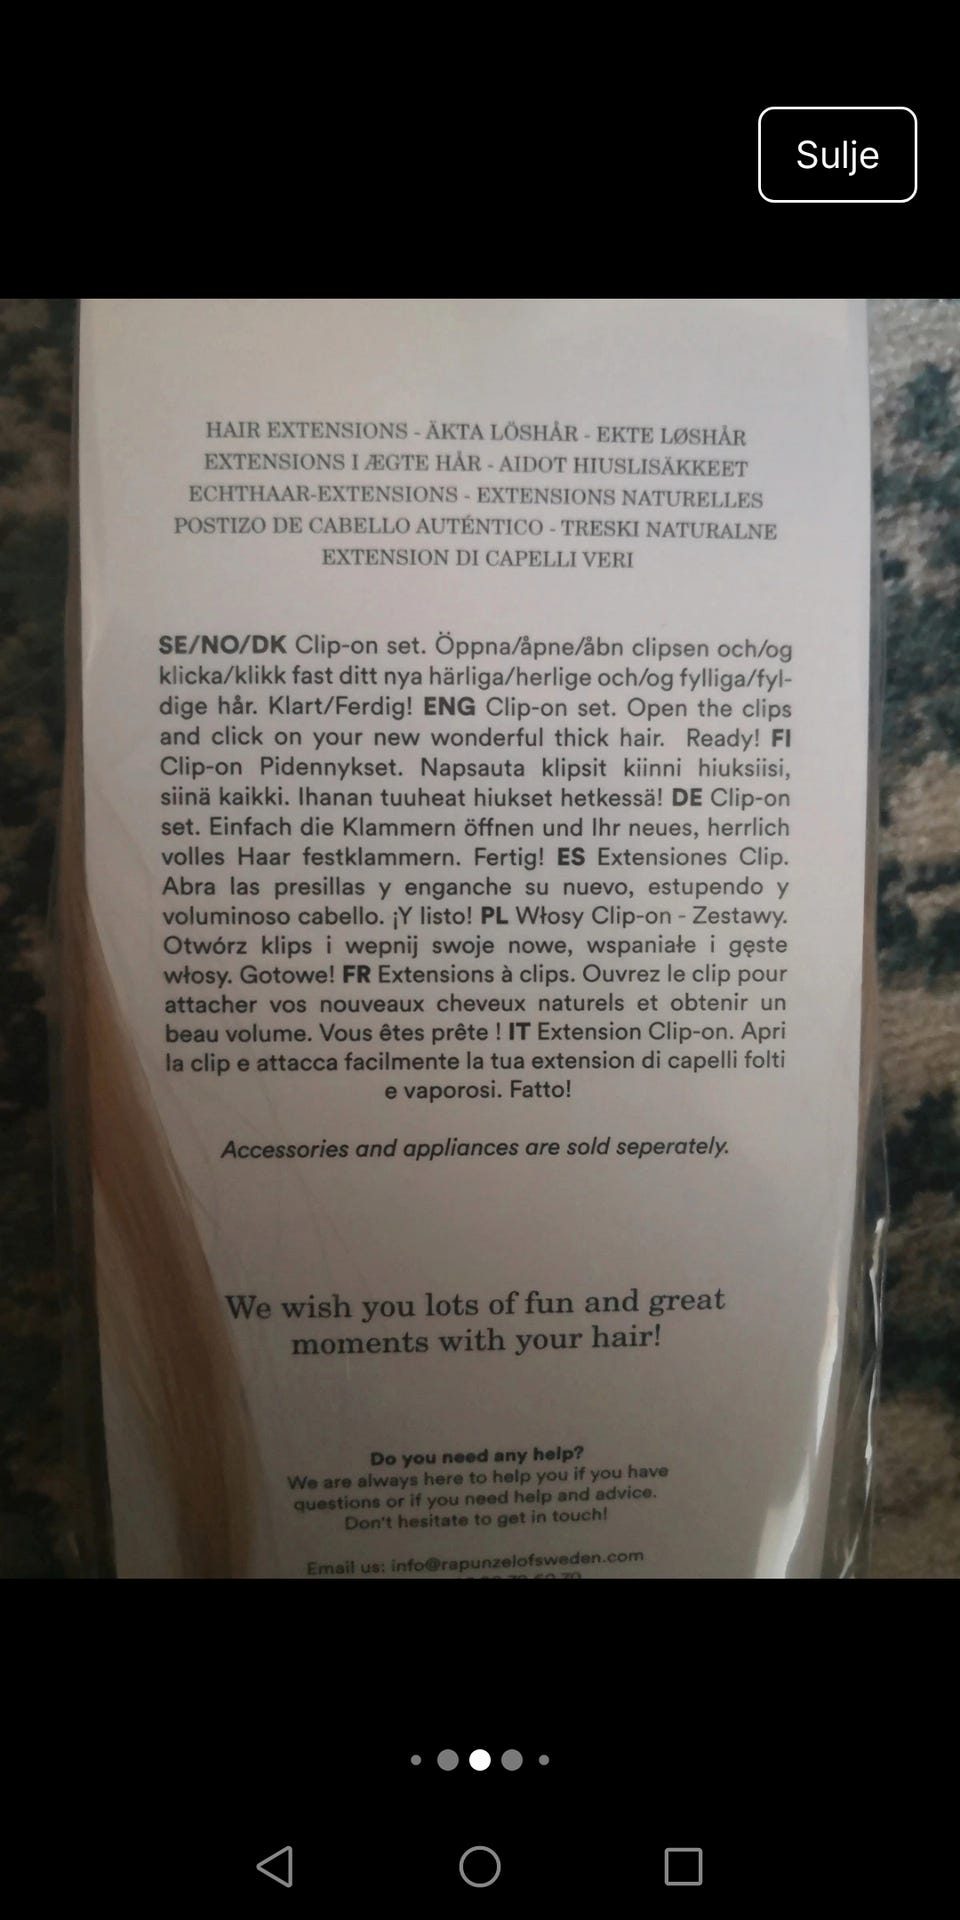 Sulje
HAIR EXTENSIONS - ÄKTA LÖSHÅR - EKTE LØSHÅR
EXTENSIONS I ÆGTE HÅR - AIDOT HIUSLISÄKKEET
ECHTHAAR-EXTENSIONS - EXTENSIONS NATURELLES
POSTIZO DE CABELLO AUTÉNTICO - TRESKI NATURALNE
EXTENSION DI CAPELLI VERI
SE/NO/DK Clip-on set. Öppna/åpne/åbn clipsen och/og
klicka/klikk fast ditt nya härliga/herlige och/og fylliga/fyl-
dige hår. Klart/Ferdig! ENG Clip-on set. Open the clips
and click on your new wonderful thick hair. Ready! FI
Clip-on Pidennykset. Napsauta klipsit kiinni hiuksiisi,
siinä kaikki. Ihanan tuuheat hiukset hetkessä! DE Clip-on
set. Einfach die Klammern öffnen und Ihr neues, herrlich
volles Haar festklammern. Fertig! ES Extensiones Clip.
Abra las presillas y enganche su nuevo, estupendo y
voluminoso cabello. ¡Y listo! PL Włosy Clip-on - Zestawy.
Otwórz klips i wepnij swoje nowe, wspaniałe i gęste
włosy. Gotowe! FR Extensions à clips. Ouvrez le clip pour
attacher vos nouveaux cheveux naturels et obtenir un
beau volume. Vous êtes prête ! IT Extension Clip-on. Apri
la clip e attacca facilmente la tua extension di capelli folti
e vaporosi. Fatto!
Accessories and appliances are sold seperately.
We wish you lots of fun and great
moments with your hair!
Do you need any help?
We are always here to help you if you have
questions or if you need help and advice.
Don't hesitate to get in touch!
Email us: info@rapunzelofsweden.com